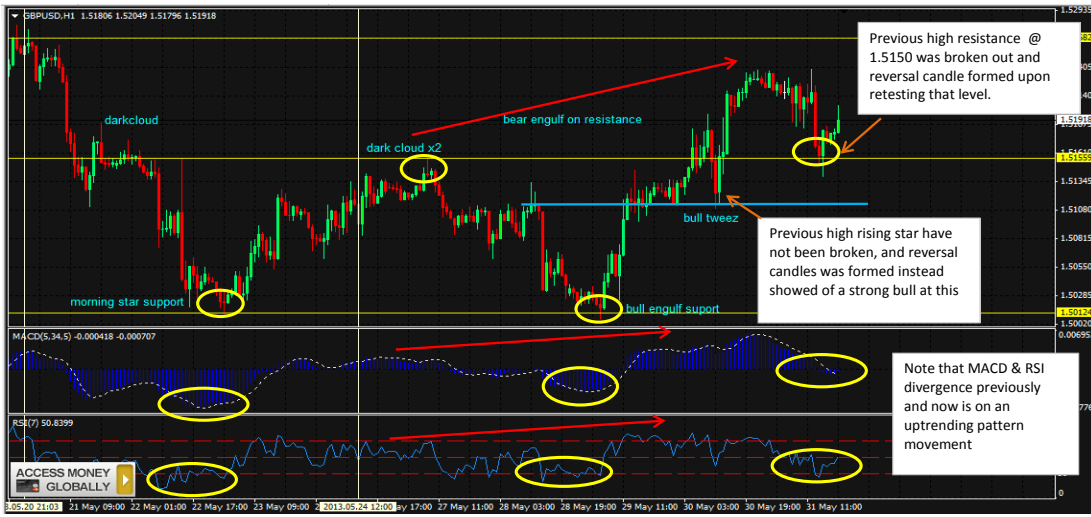 GBPUSD,H1 1.51806 1.52049 1.51796 1.51918
1.52935
darkcloud
dark cloud x2
bear engulf on resistance
bull tweez
morning star support
bull engulf suport
Previous high resistance @
1.5150 was broken out and
reversal candle formed upon
retesting that level.
Previous high rising star have
not been broken, and reversal
candles was formed instead
showed of a strong bull at this
1.51918
1.51559
1.51345
1.51080
1.50815
1.50550
1.50285
1.50124
1.50020
MACD(5,34,5) -0.000418 -0.000707
0.006953
Note that MACD & RSI
divergence previously
and now is on an
uptrending pattern
movement
RSI(7) 50.8399
0
ACCESS MONEY
GLOBALLY
21 May 09:00 22 May 01:00 22 May 17:00 23 May 09:00 2013.05.24 12:00 27 May 11:00 28 May 03:00 28 May 19:00 29 May 11:00 30 May 03:00 30 May 19:00 31 May 11:00